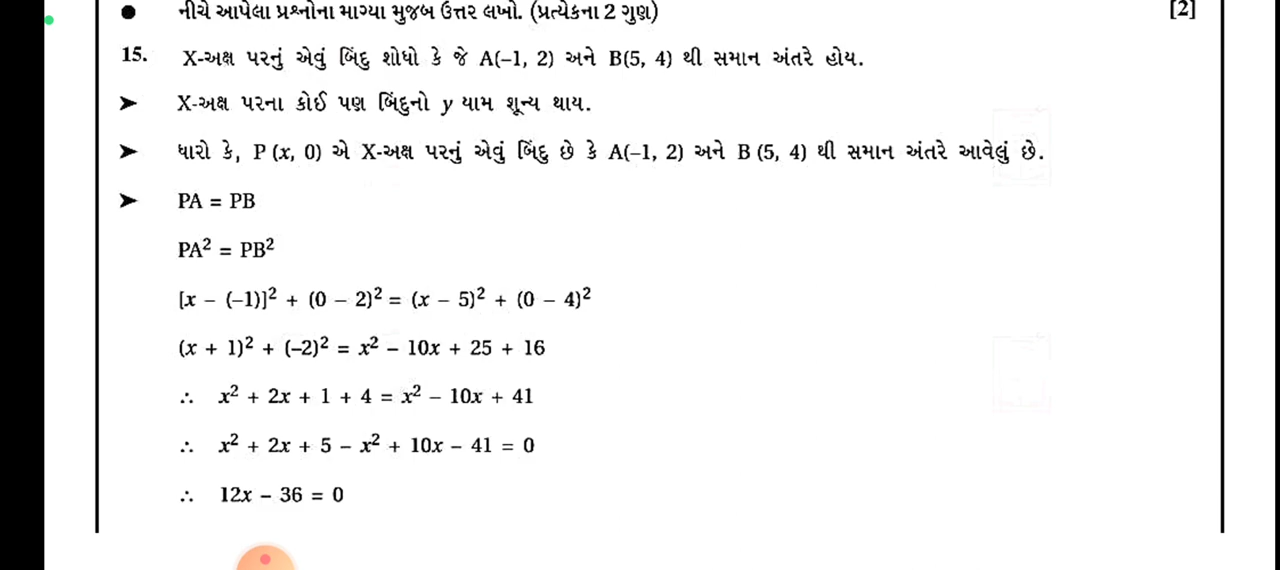 ● નીચે આપેલા પ્રશ્નોના માગ્યા મુજબ ઉત્તર લખો. (પ્રત્યેકના 2 ગુણ) [2]
15. X-અક્ષ પરનું એવું બિંદુ શોધો કે જે A(–1, 2) અને B(5, 4) થી સમાન અંતરે હોય.
➤ X-અક્ષ પરના કોઈ પણ બિંદુનો y યામ શૂન્ય થાય.
➤ ધારો કે, P (x, 0) એ X-અક્ષ પરનું એવું બિંદુ છે કે A(–1, 2) અને B (5, 4) થી સમાન અંતરે આવેલું છે.
➤ PA = PB
PA² = PB²
[x – (–1)]² + (0 – 2)² = (x – 5)² + (0 – 4)²
(x + 1)² + (–2)² = x² – 10x + 25 + 16
∴ x² + 2x + 1 + 4 = x² – 10x + 41
∴ x² + 2x + 5 – x² + 10x – 41 = 0
∴ 12x – 36 = 0